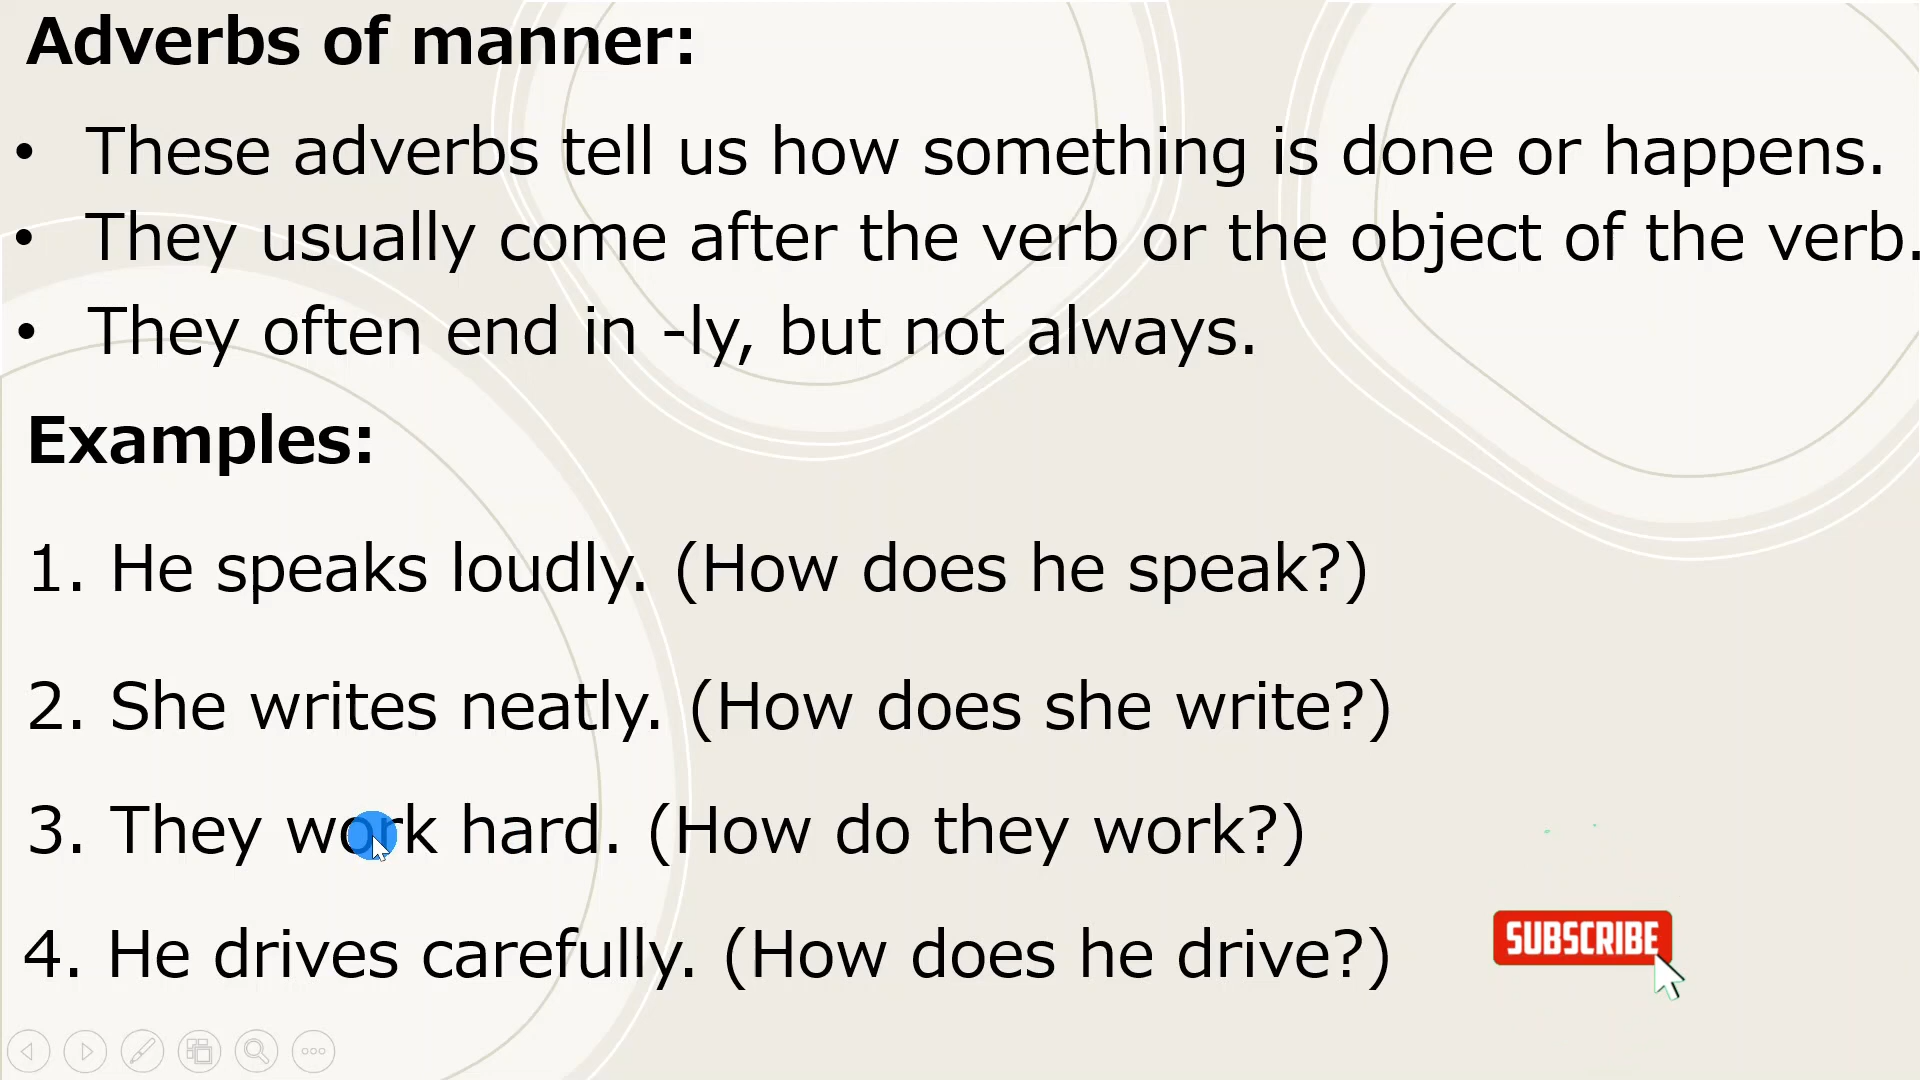 Adverbs of manner:
• These adverbs tell us how something is done or happens.
• They usually come after the verb or the object of the verb.
• They often end in -ly, but not always.
Examples:
1. He speaks loudly. (How does he speak?)
2. She writes neatly. (How does she write?)
3. They work hard. (How do they work?)
4. He drives carefully. (How does he drive?)
SUBSCRIBE